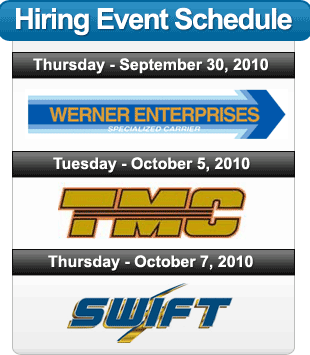 Hiring Event Schedule
Thursday - September 30, 2010
WERNER ENTERPRISES
SPECIALIZED CARRIER
Tuesday - October 5, 2010
TMC
Thursday - October 7, 2010
SWIFT